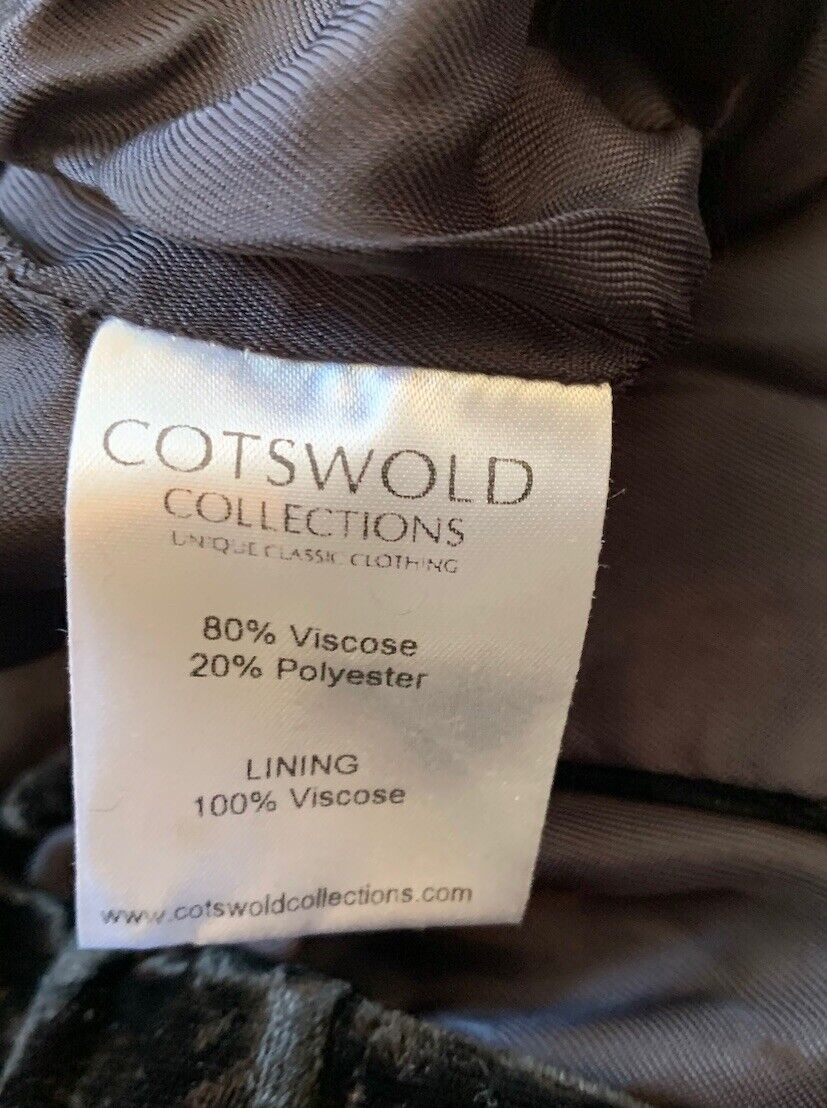 COTSWOLD
COLLECTIONS
UNIQUE CLASSIC CLOTHING
80% Viscose
20% Polyester
LINING
100% Viscose
www.cotswoldcollections.com